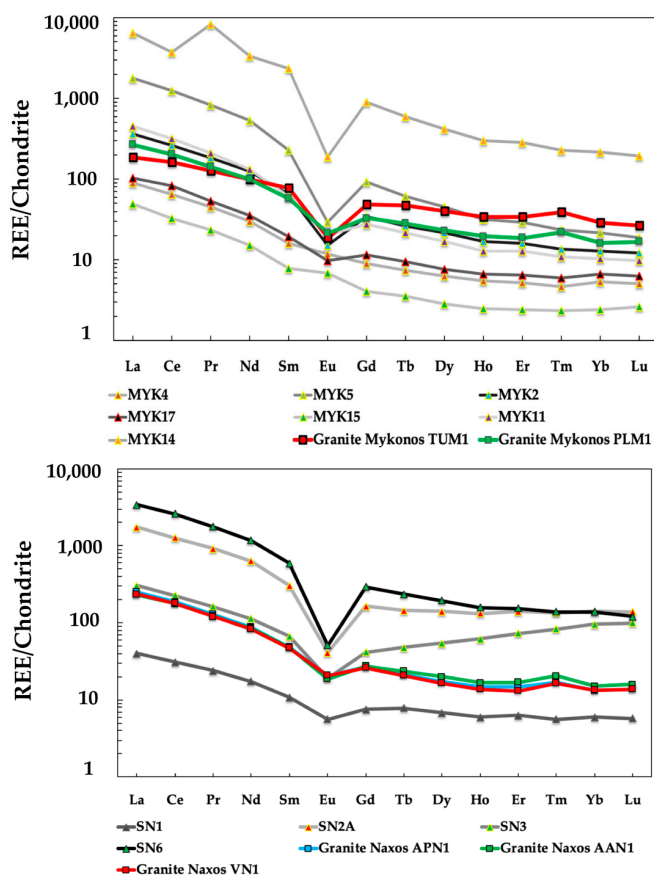 10,000
1,000
100
10
1
REE/Chondrite
La Ce Pr Nd Sm Eu Gd Tb Dy Ho Er Tm Yb Lu
MYK4 MYK5 MYK2
MYK17 MYK15 MYK11
MYK14 Granite Mykonos TUM1 Granite Mykonos PLM1
10,000
1,000
100
10
1
REE/Chondrite
La Ce Pr Nd Sm Eu Gd Tb Dy Ho Er Tm Yb Lu
SN1 SN2A SN3
SN6 Granite Naxos APN1 Granite Naxos AAN1
Granite Naxos VN1